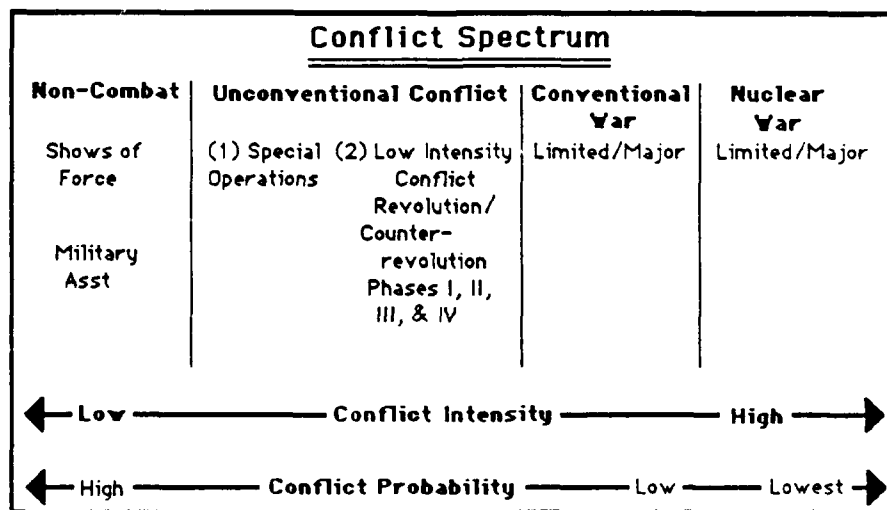 Conflict Spectrum
Non-Combat
Shows of
Force
Military
Asst
Unconventional Conflict
(1) Special
Operations
(2) Low Intensity
Conflict
Revolution/
Counter-
revolution
Phases I, II,
III, & IV
Conventional
War
Limited/Major
Nuclear
War
Limited/Major
Low Conflict Intensity High
High Conflict Probability Low Lowest